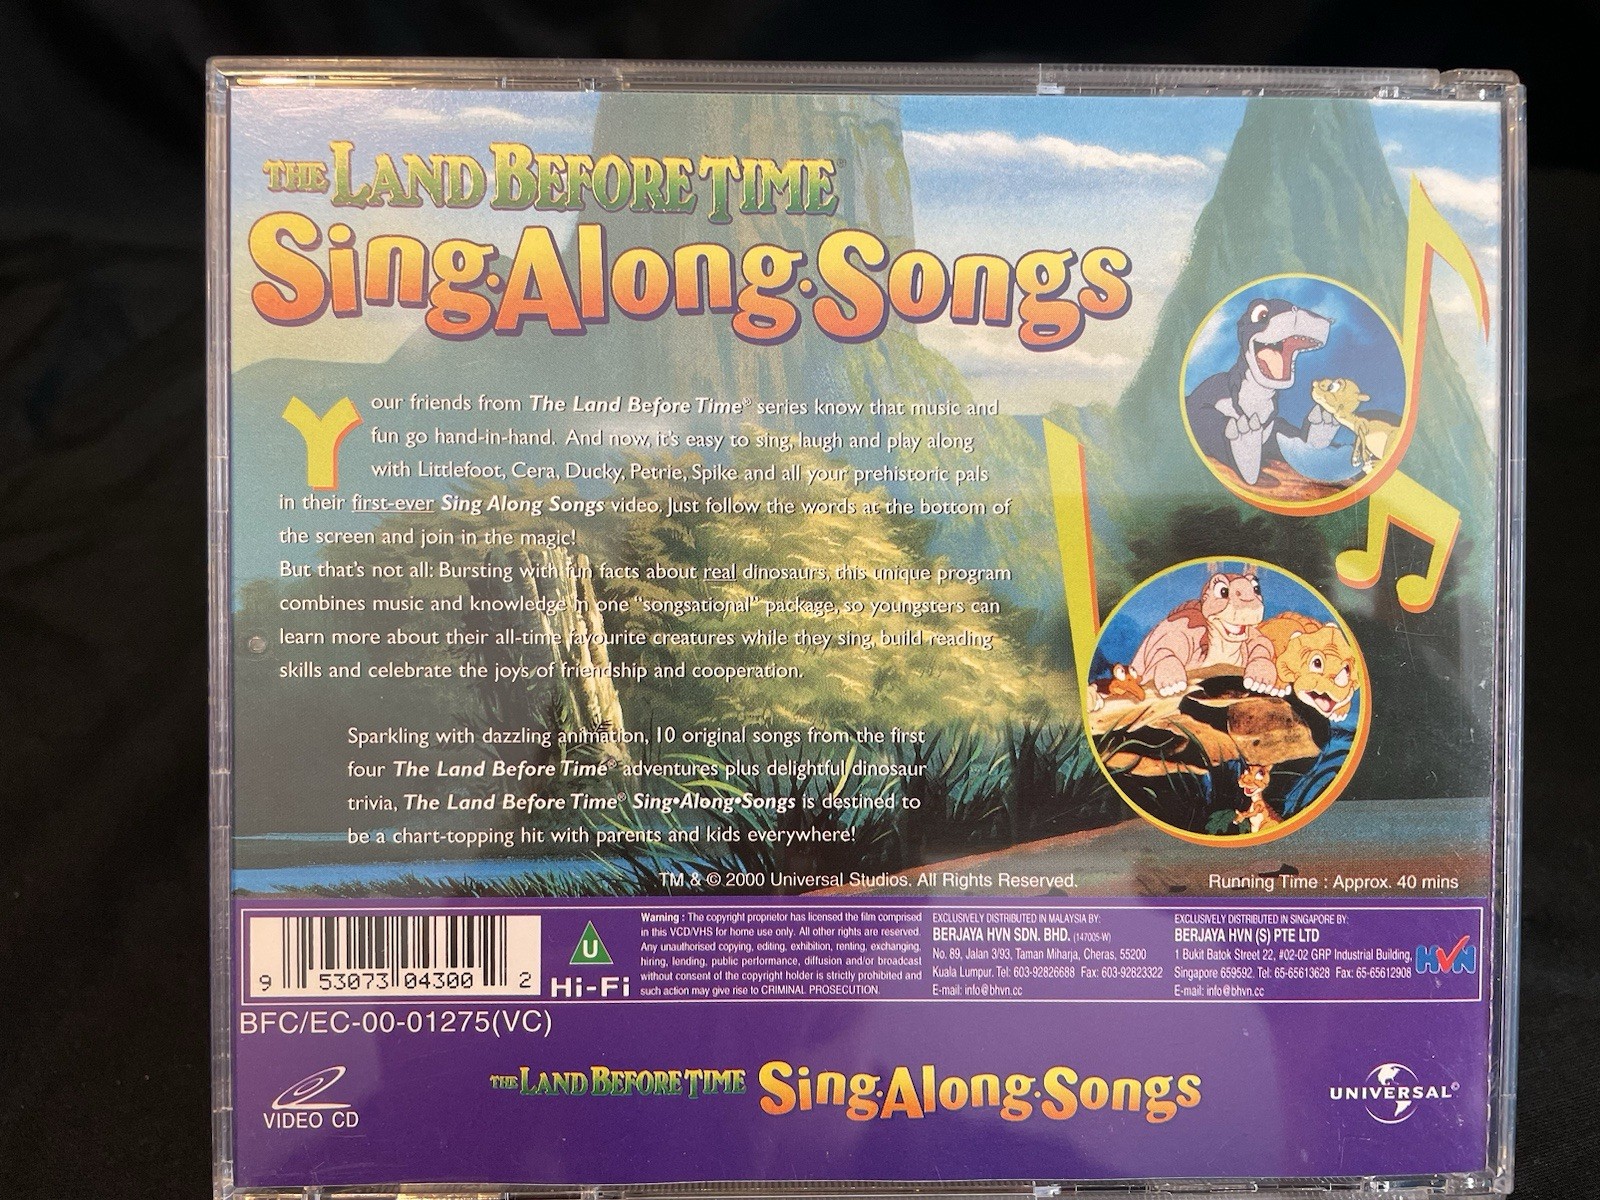 THE LAND BEFORE TIME
Sing•Along•Songs
Your friends from The Land Before Time® series know that music and
fun go hand-in-hand. And now, it's easy to sing, laugh and play along
with Littlefoot, Cera, Ducky, Petrie, Spike and all your prehistoric pals
in their first-ever Sing Along Songs video. Just follow the words at the bottom of
the screen and join in the magic!
But that's not all: Bursting with fun facts about real dinosaurs, this unique program
combines music and knowledge in one "songsational" package, so youngsters can
learn more about their all-time favourite creatures while they sing, build reading
skills and celebrate the joys of friendship and cooperation.
Sparkling with dazzling animation, 10 original songs from the first
four The Land Before Time® adventures plus delightful dinosaur
trivia, The Land Before Time® Sing•Along•Songs is destined to
be a chart-topping hit with parents and kids everywhere!
TM & © 2000 Universal Studios. All Rights Reserved.
Running Time : Approx. 40 mins
9 53073 04300 2
U
Hi-Fi
Warning : The copyright proprietor has licensed the film comprised
in this VCD/VHS for home use only. All other rights are reserved.
Any unauthorised copying, editing, exhibition, renting, exchanging,
hiring, lending, public performance, diffusion and/or broadcast
without consent of the copyright holder is strictly prohibited and
such action may give rise to CRIMINAL PROSECUTION.
EXCLUSIVELY DISTRIBUTED IN MALAYSIA BY:
BERJAYA HVN SDN. BHD. (147005-W)
No. 89, Jalan 3/93, Taman Miharja, Cheras, 55200
Kuala Lumpur. Tel: 603-92826688 Fax: 603-92823322
E-mail: info@bhvn.cc
EXCLUSIVELY DISTRIBUTED IN SINGAPORE BY:
BERJAYA HVN (S) PTE LTD
1 Bukit Batok Street 22, #02-02 GRP Industrial Building,
Singapore 659592. Tel: 65-65613628 Fax: 65-65612908
E-mail: info@bhvn.cc
HVN
BFC/EC-00-01275(VC)
VIDEO CD
THE LAND BEFORE TIME Sing•Along•Songs
UNIVERSAL©